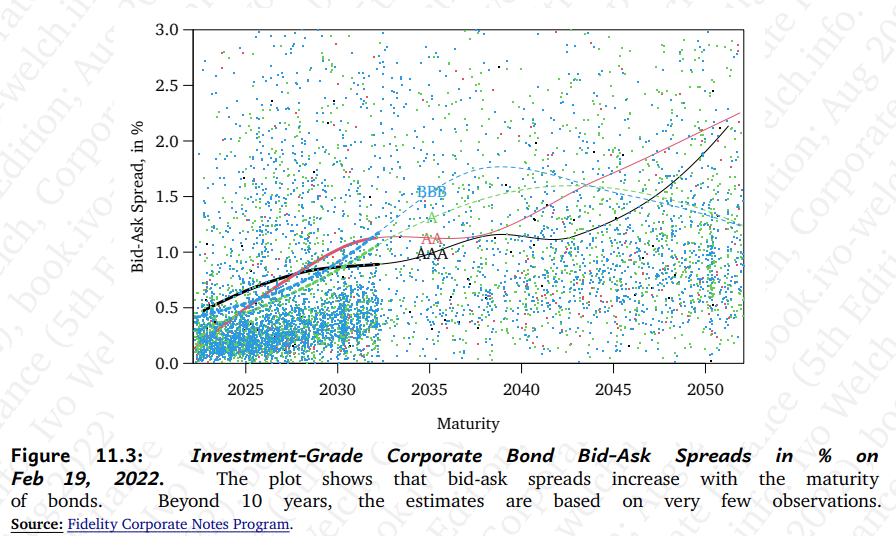 3.0
2.5
2.0
1.5
1.0
0.5
0.0
Bid-Ask Spread, in %
BBB
A
AA
AAA
2025 2030 2035 2040 2045 2050
Maturity
Figure 11.3: Investment-Grade Corporate Bond Bid-Ask Spreads in % on
Feb 19, 2022. The plot shows that bid-ask spreads increase with the maturity
of bonds. Beyond 10 years, the estimates are based on very few observations.
Source: Fidelity Corporate Notes Program.